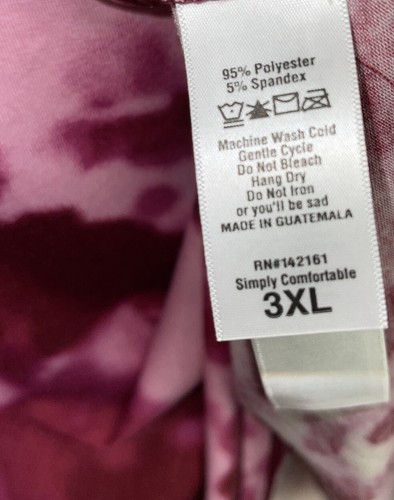 95% Polyester
5% Spandex
Machine Wash Cold
Gentle Cycle
Do Not Bleach
Hang Dry
Do Not Iron
or you'll be sad
MADE IN GUATEMALA
RN#142161
Simply Comfortable
3XL